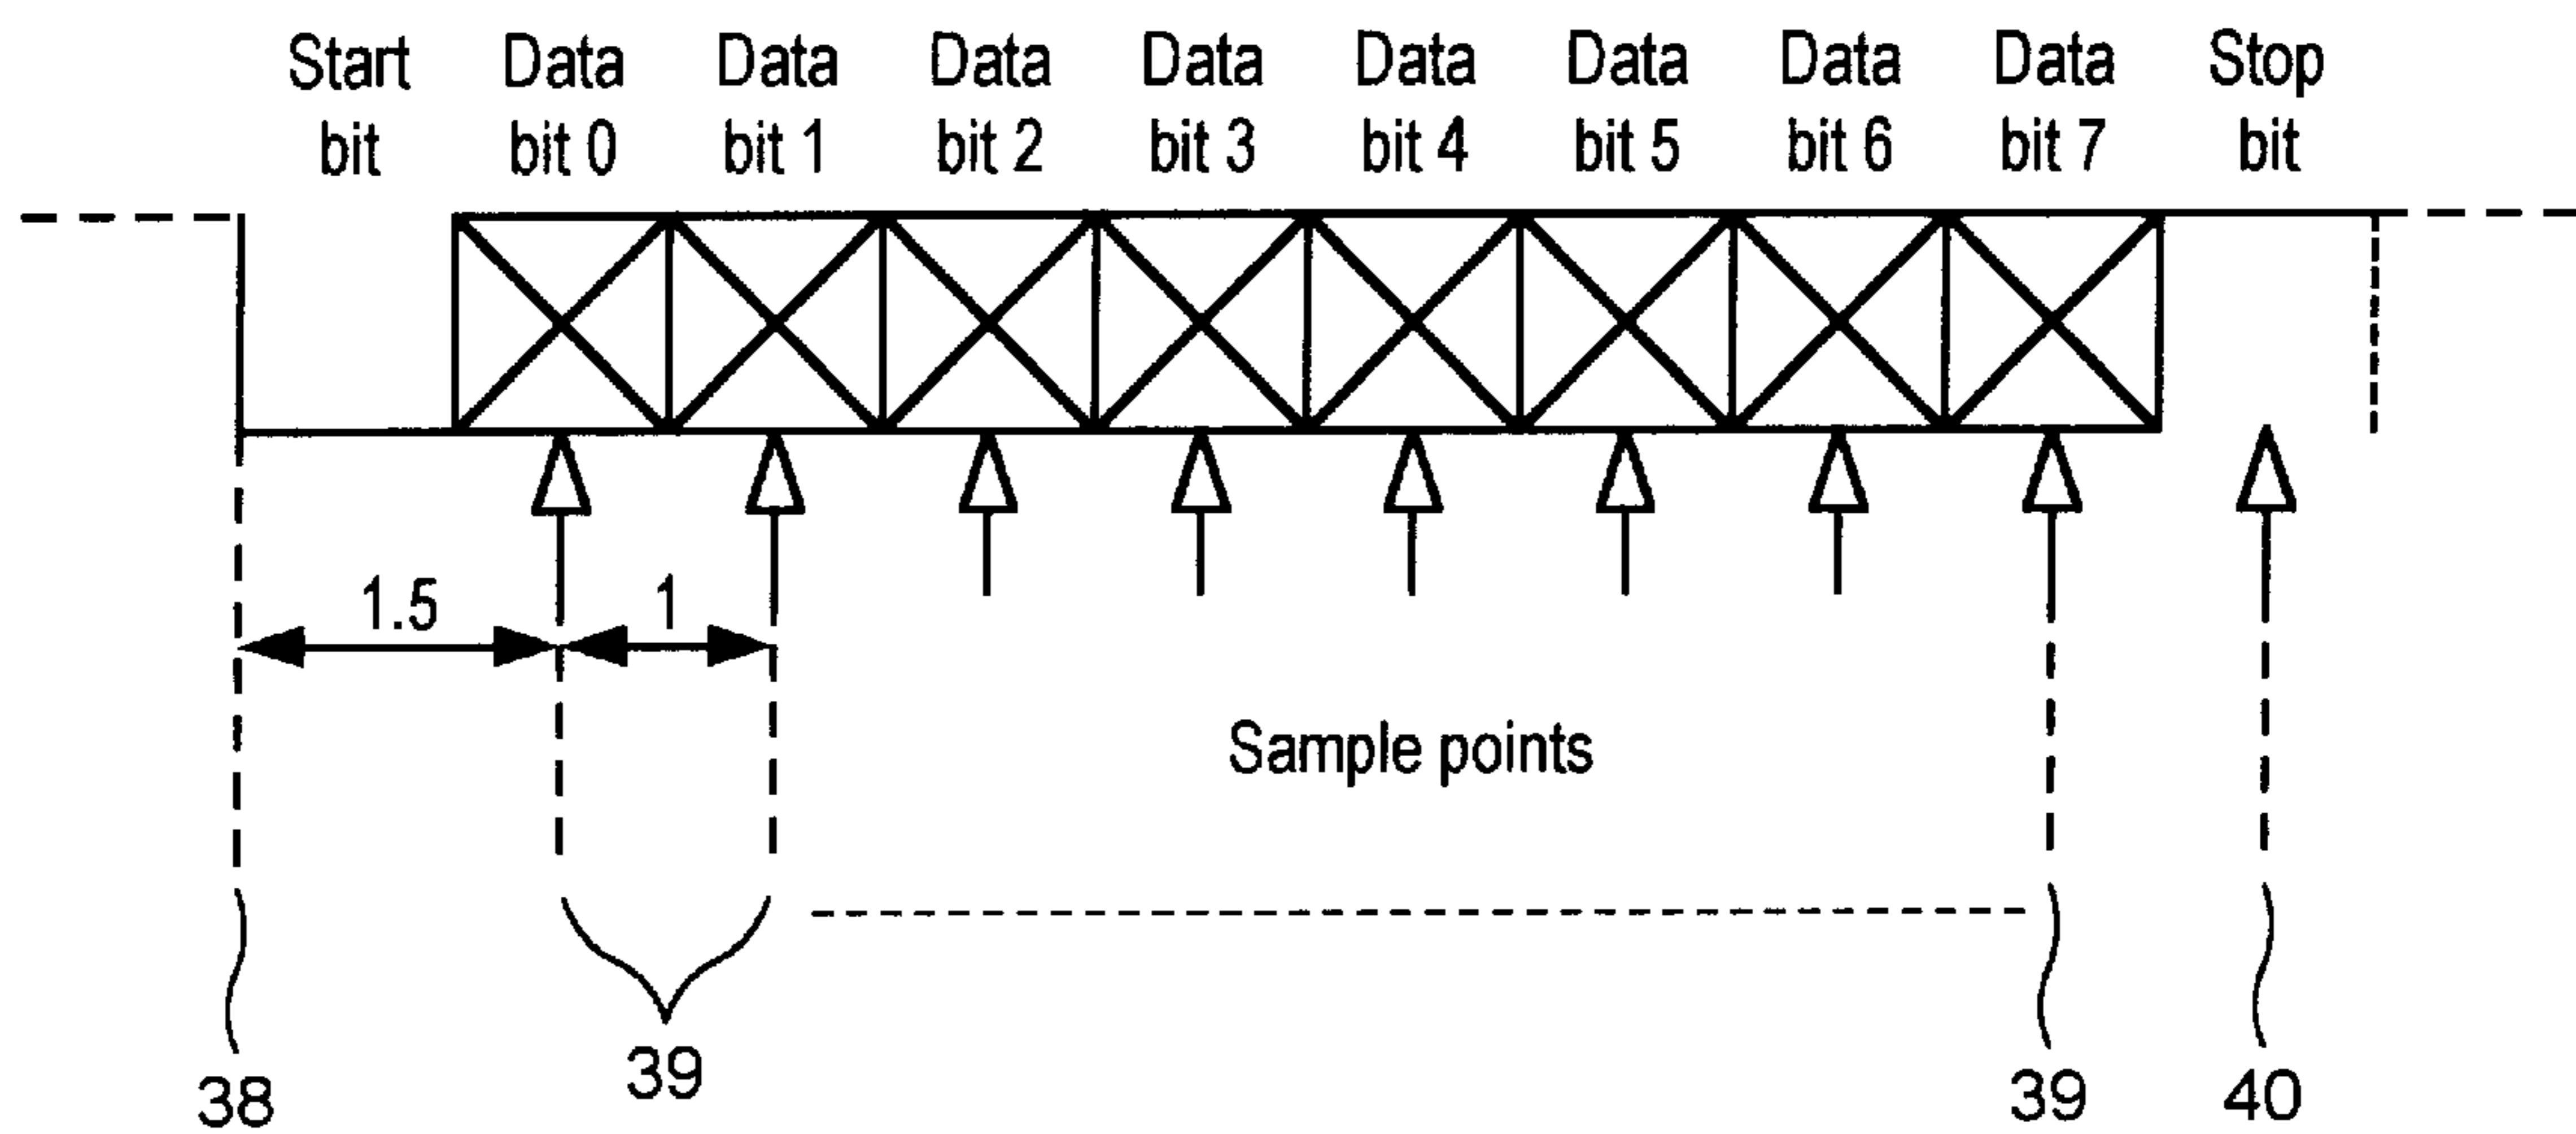 Start bit
Data bit 0
Data bit 1
Data bit 2
Data bit 3
Data bit 4
Data bit 5
Data bit 6
Data bit 7
Stop bit
1.5
1
Sample points
38
39
39
40